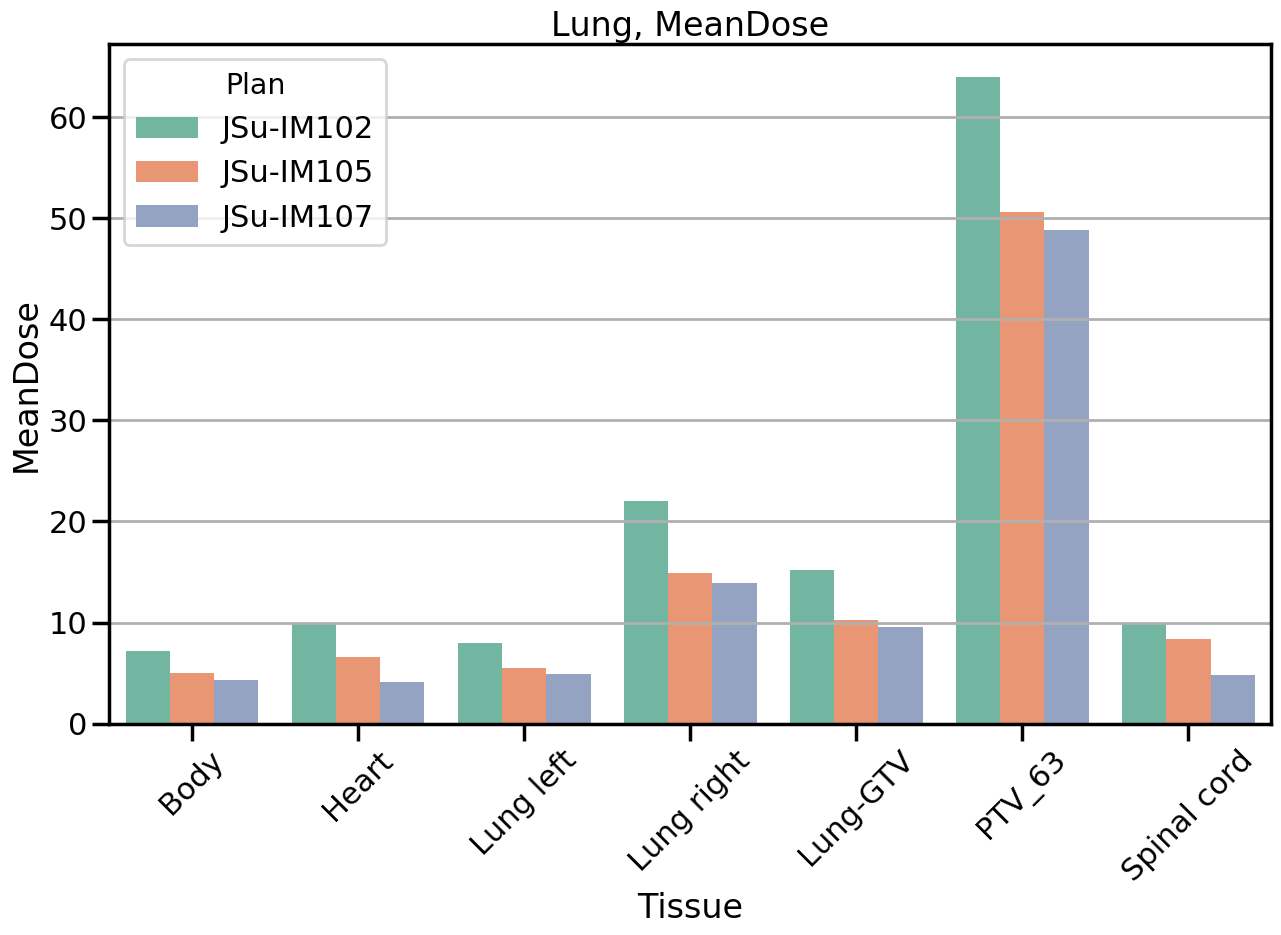 Lung, MeanDose
Plan
JSu-IM102
JSu-IM105
JSu-IM107
MeanDose
60
50
40
30
20
10
0
Body
Heart
Lung left
Lung right
Lung-GTV
PTV_63
Spinal cord
Tissue